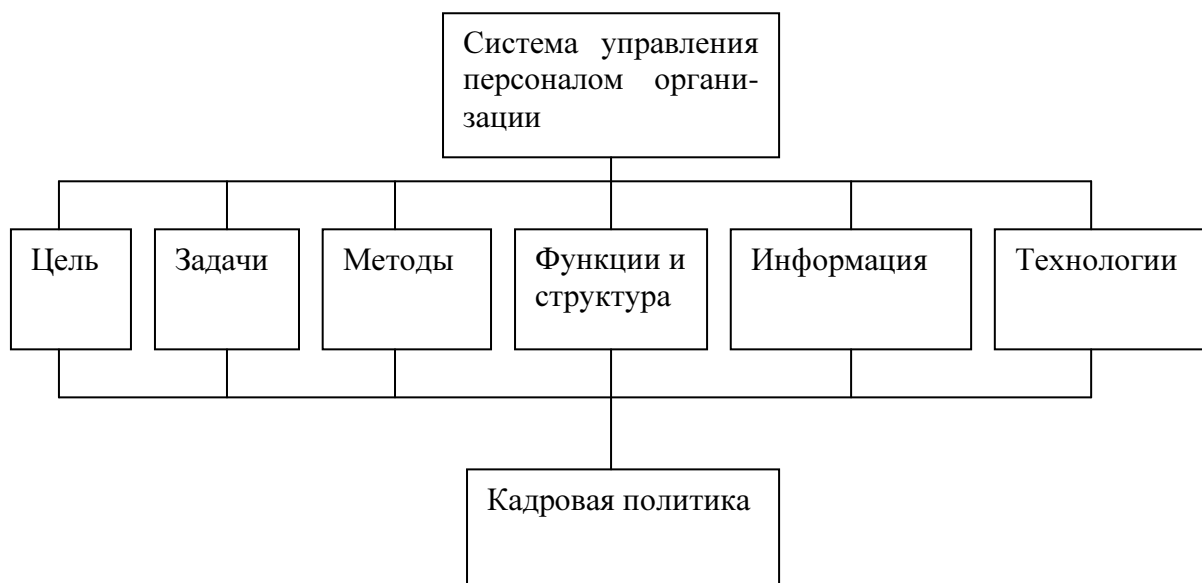 Система управления
персоналом органи-
зации
Цель
Задачи
Методы
Функции и
структура
Информация
Технологии
Кадровая политика